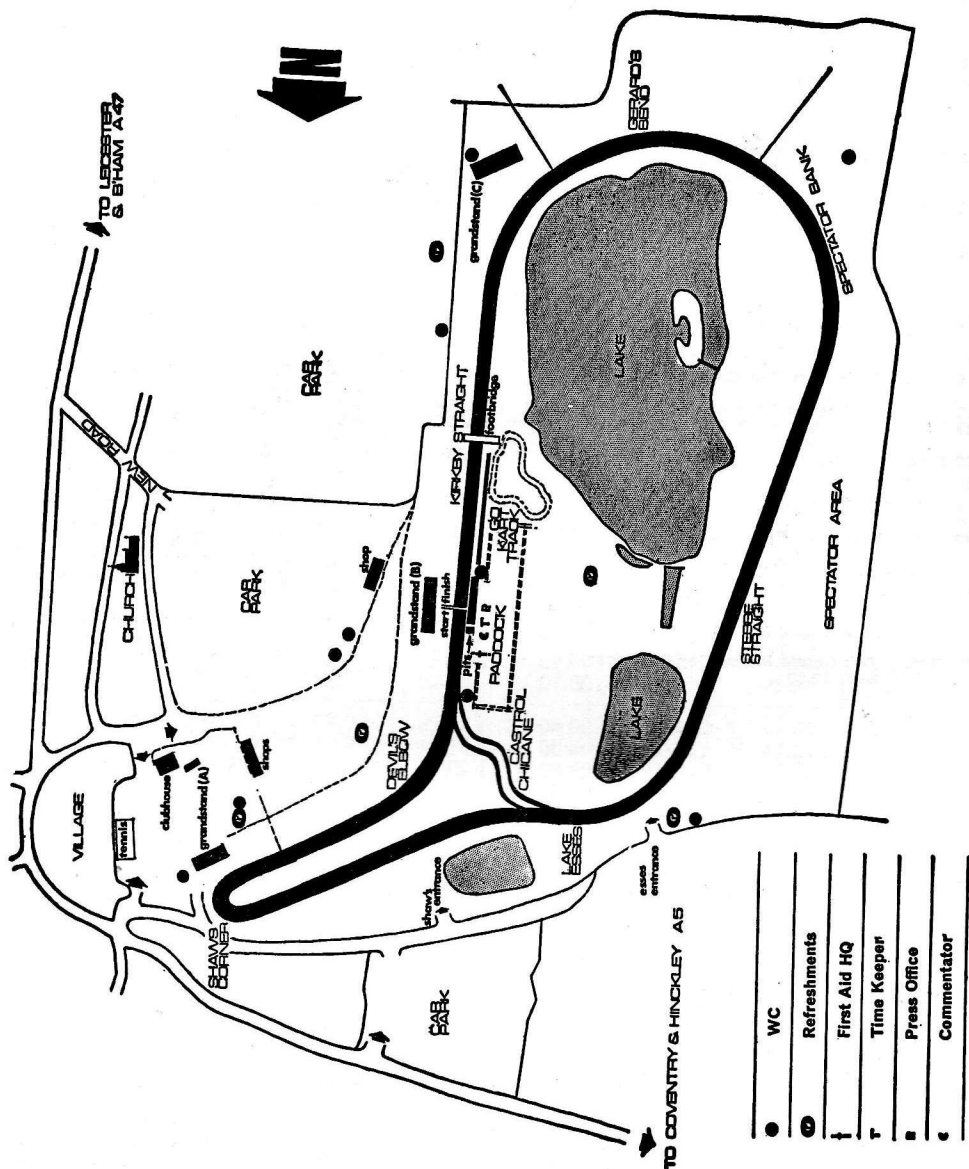 TO LEICESTER
& B'HAM A47
N
NEW ROAD
CHURCH
VILLAGE
tennis
clubhouse
grandstand (A)
shops
CAR
PARK
shop
CAR
PARK
grandstand (B)
start finish
KIRKBY STRAIGHT
footbridge
grandstand (C)
GERARD'S
BEND
SPECTATOR BANK
LAKE
GO
KART
TRACK
pits
C T R
PADDOCK
CASTROL
CHICANE
DEVILS
ELBOW
SHAWS
CORNER
shaw's
entrance
LAKE
ESSES
esses
entrance
LAKE
STEBBE
STRAIGHT
SPECTATOR AREA
CAR
PARK
TO COVENTRY & HINCKLEY A5
WC
Refreshments
First Aid HQ
T Time Keeper
Press Office
c Commentator